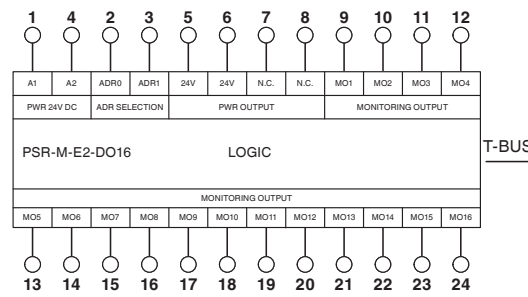 1 4 2 3 5 6 7 8 9 10 11 12
A1 A2 ADR0 ADR1 24V 24V N.C. N.C. MO1 MO2 MO3 MO4
PWR 24V DC ADR SELECTION PWR OUTPUT MONITORING OUTPUT
PSR-M-E2-DO16 LOGIC T-BUS
MONITORING OUTPUT
MO5 MO6 MO7 MO8 MO9 MO10 MO11 MO12 MO13 MO14 MO15 MO16
13 14 15 16 17 18 19 20 21 22 23 24